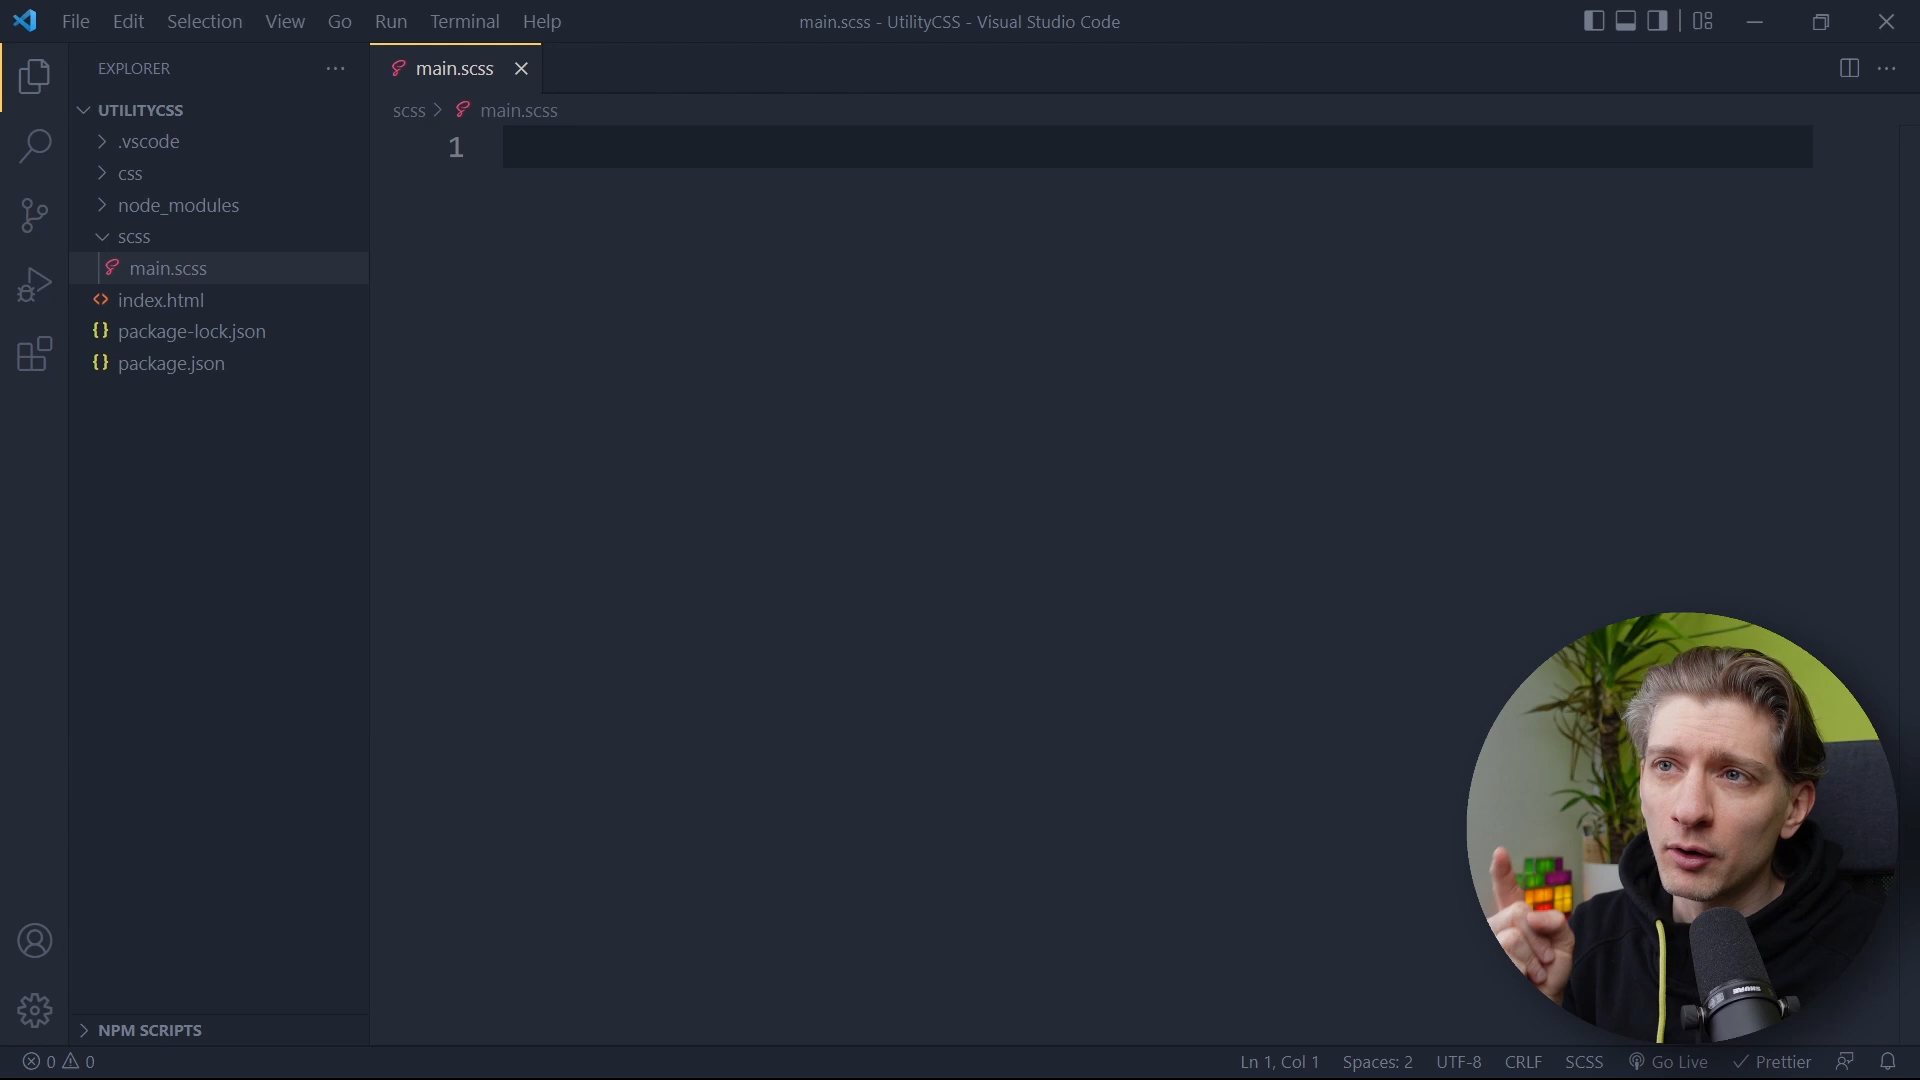 File Edit Selection View Go Run Terminal Help
main.scss - UtilityCSS - Visual Studio Code
EXPLORER
UTILITYCSS
.vscode
css
node_modules
scss
main.scss
index.html
package-lock.json
package.json
NPM SCRIPTS
main.scss
scss > main.scss
1
SHURE
0 0
Ln 1, Col 1 Spaces: 2 UTF-8 CRLF SCSS Go Live Prettier